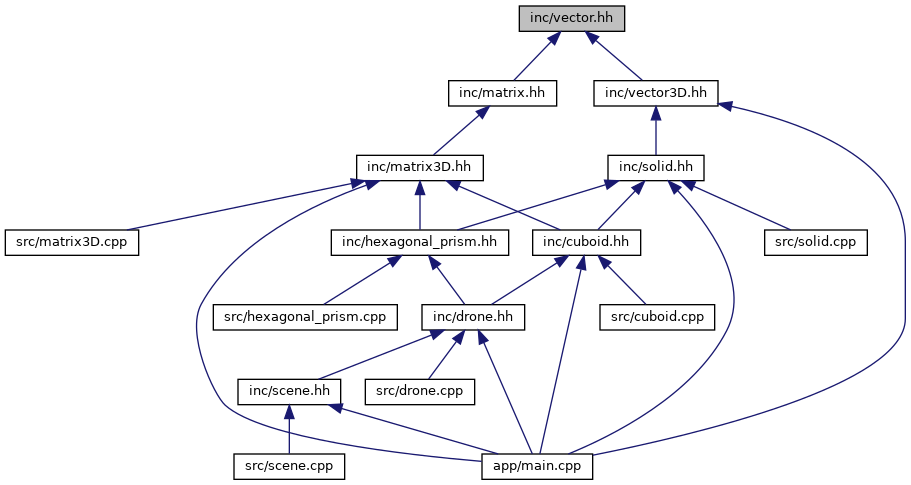 inc/vector.hh
inc/matrix.hh
inc/vector3D.hh
inc/matrix3D.hh
inc/solid.hh
src/matrix3D.cpp
inc/hexagonal_prism.hh
inc/cuboid.hh
src/solid.cpp
src/hexagonal_prism.cpp
inc/drone.hh
src/cuboid.cpp
inc/scene.hh
src/drone.cpp
src/scene.cpp
app/main.cpp